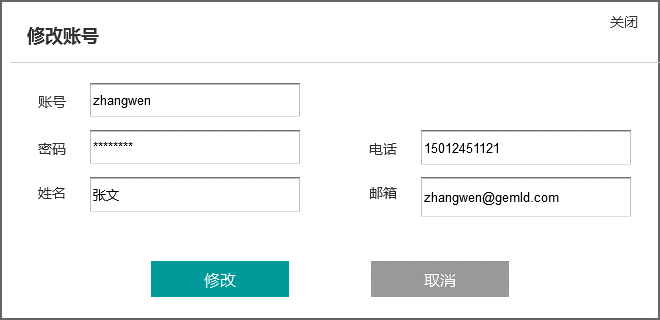 关闭
修改账号
账号 zhangwen
密码 ******** 电话 15012451121
姓名 张文 邮箱 zhangwen@gemld.com
修改 取消